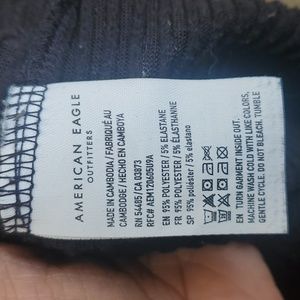 AMERICAN EAGLE
OUTFITTERS
MADE IN CAMBODIA / FABRIQUÉ AU
CAMBODGE / HECHO EN CAMBOYA
RN 54485 / CA 03873
RFC# AEM120605U9A
EN 95% POLYESTER / 5% ELASTANE
FR 95% POLYESTER / 5% ÉLASTHANNE
SP 95% poliéster / 5% elastano
EN: TURN GARMENT INSIDE OUT.
MACHINE WASH COLD WITH LIKE COLORS,
GENTLE CYCLE. DO NOT BLEACH. TUMBLE